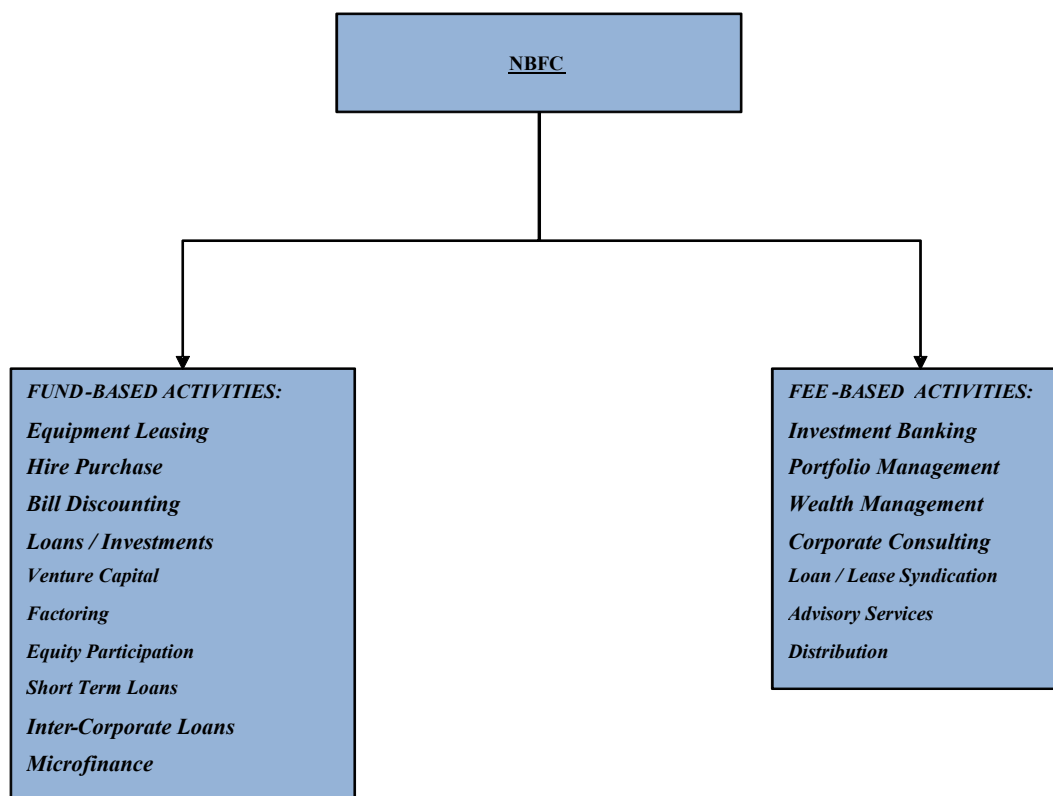 NBFC
FUND-BASED ACTIVITIES:
Equipment Leasing
Hire Purchase
Bill Discounting
Loans / Investments
Venture Capital
Factoring
Equity Participation
Short Term Loans
Inter-Corporate Loans
Microfinance
FEE -BASED ACTIVITIES:
Investment Banking
Portfolio Management
Wealth Management
Corporate Consulting
Loan / Lease Syndication
Advisory Services
Distribution